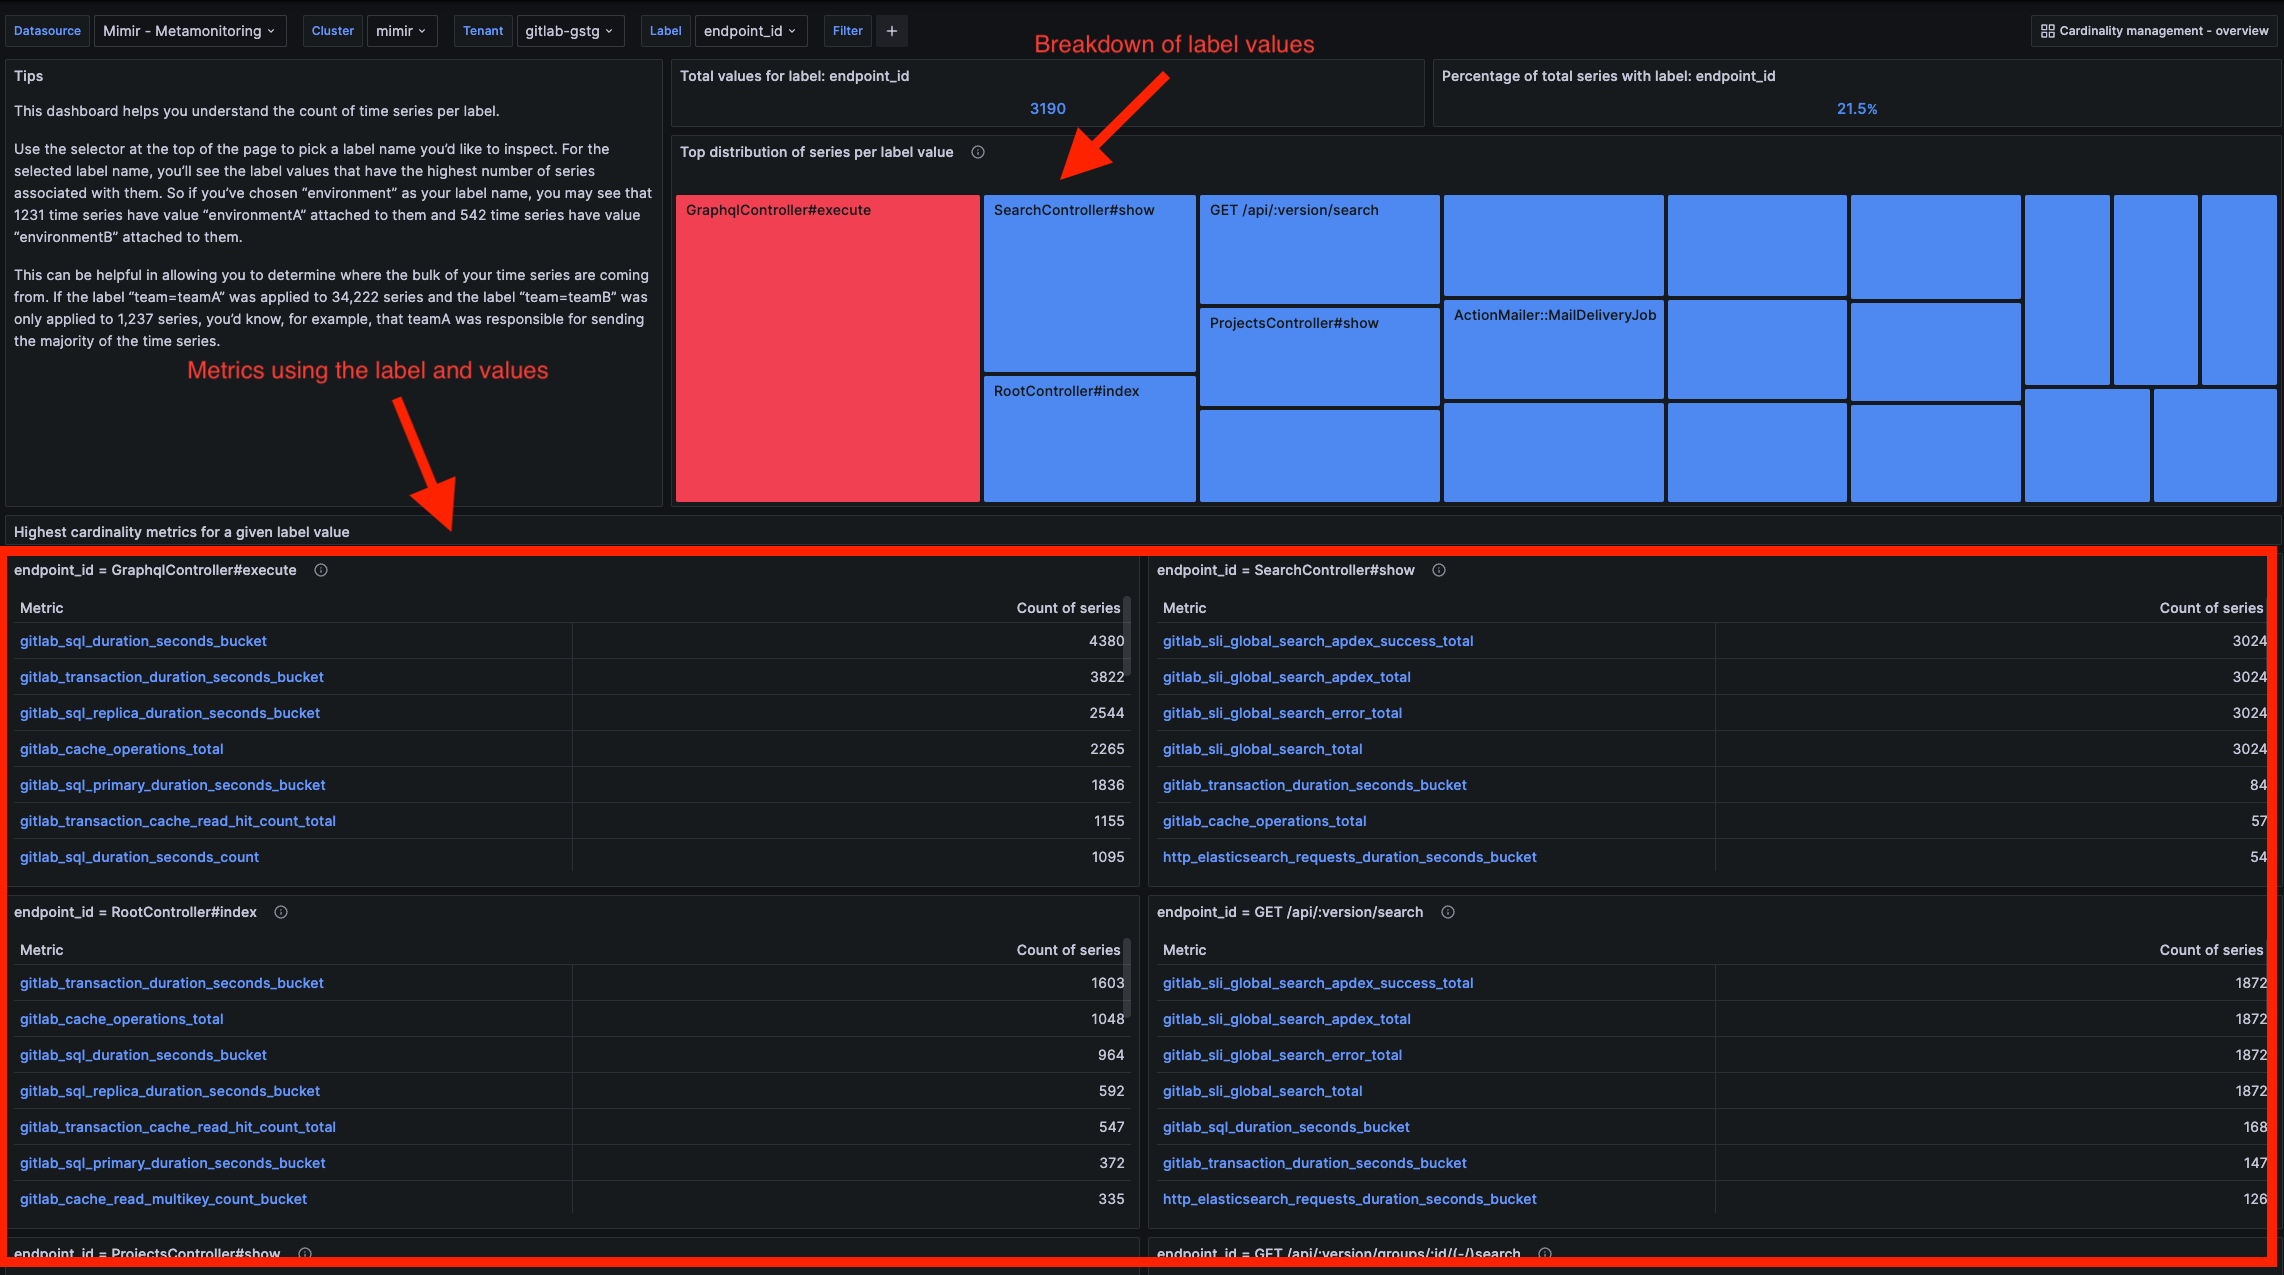 Datasource Mimir - Metamonitoring Cluster mimir Tenant gitlab-gstg Label endpoint_id Filter + Cardinality management - overview
Breakdown of label values
Tips
This dashboard helps you understand the count of time series per label.
Use the selector at the top of the page to pick a label name you’d like to inspect. For the
selected label name, you’ll see the label values that have the highest number of series
associated with them. So if you’ve chosen “environment” as your label name, you may see that
1231 time series have value “environmentA” attached to them and 542 time series have value
“environmentB” attached to them.
This can be helpful in allowing you to determine where the bulk of your time series are coming
from. If the label “team=teamA” was applied to 34,222 series and the label “team=teamB” was
only applied to 1,237 series, you’d know, for example, that teamA was responsible for sending
the majority of the time series.
Metrics using the label and values
Total values for label: endpoint_id
3190
Percentage of total series with label: endpoint_id
21.5%
Top distribution of series per label value
GraphqlController#execute
SearchController#show
RootController#index
GET /api/:version/search
ProjectsController#show
ActionMailer::MailDeliveryJob
Highest cardinality metrics for a given label value
endpoint_id = GraphqlController#execute
Metric Count of series
gitlab_sql_duration_seconds_bucket 4380
gitlab_transaction_duration_seconds_bucket 3822
gitlab_sql_replica_duration_seconds_bucket 2544
gitlab_cache_operations_total 2265
gitlab_sql_primary_duration_seconds_bucket 1836
gitlab_transaction_cache_read_hit_count_total 1155
gitlab_sql_duration_seconds_count 1095
endpoint_id = SearchController#show
Metric Count of series
gitlab_sli_global_search_apdex_success_total 3024
gitlab_sli_global_search_apdex_total 3024
gitlab_sli_global_search_error_total 3024
gitlab_sli_global_search_total 3024
gitlab_transaction_duration_seconds_bucket 84
gitlab_cache_operations_total 57
http_elasticsearch_requests_duration_seconds_bucket 54
endpoint_id = RootController#index
Metric Count of series
gitlab_transaction_duration_seconds_bucket 1603
gitlab_cache_operations_total 1048
gitlab_sql_duration_seconds_bucket 964
gitlab_sql_replica_duration_seconds_bucket 592
gitlab_transaction_cache_read_hit_count_total 547
gitlab_sql_primary_duration_seconds_bucket 372
gitlab_cache_read_multikey_count_bucket 335
endpoint_id = GET /api/:version/search
Metric Count of series
gitlab_sli_global_search_apdex_success_total 1872
gitlab_sli_global_search_apdex_total 1872
gitlab_sli_global_search_error_total 1872
gitlab_sli_global_search_total 1872
gitlab_sql_duration_seconds_bucket 168
gitlab_transaction_duration_seconds_bucket 147
http_elasticsearch_requests_duration_seconds_bucket 126
endpoint_id = ProjectsController#show
endpoint_id = GET /api/:version/groups/:id/(-/)search